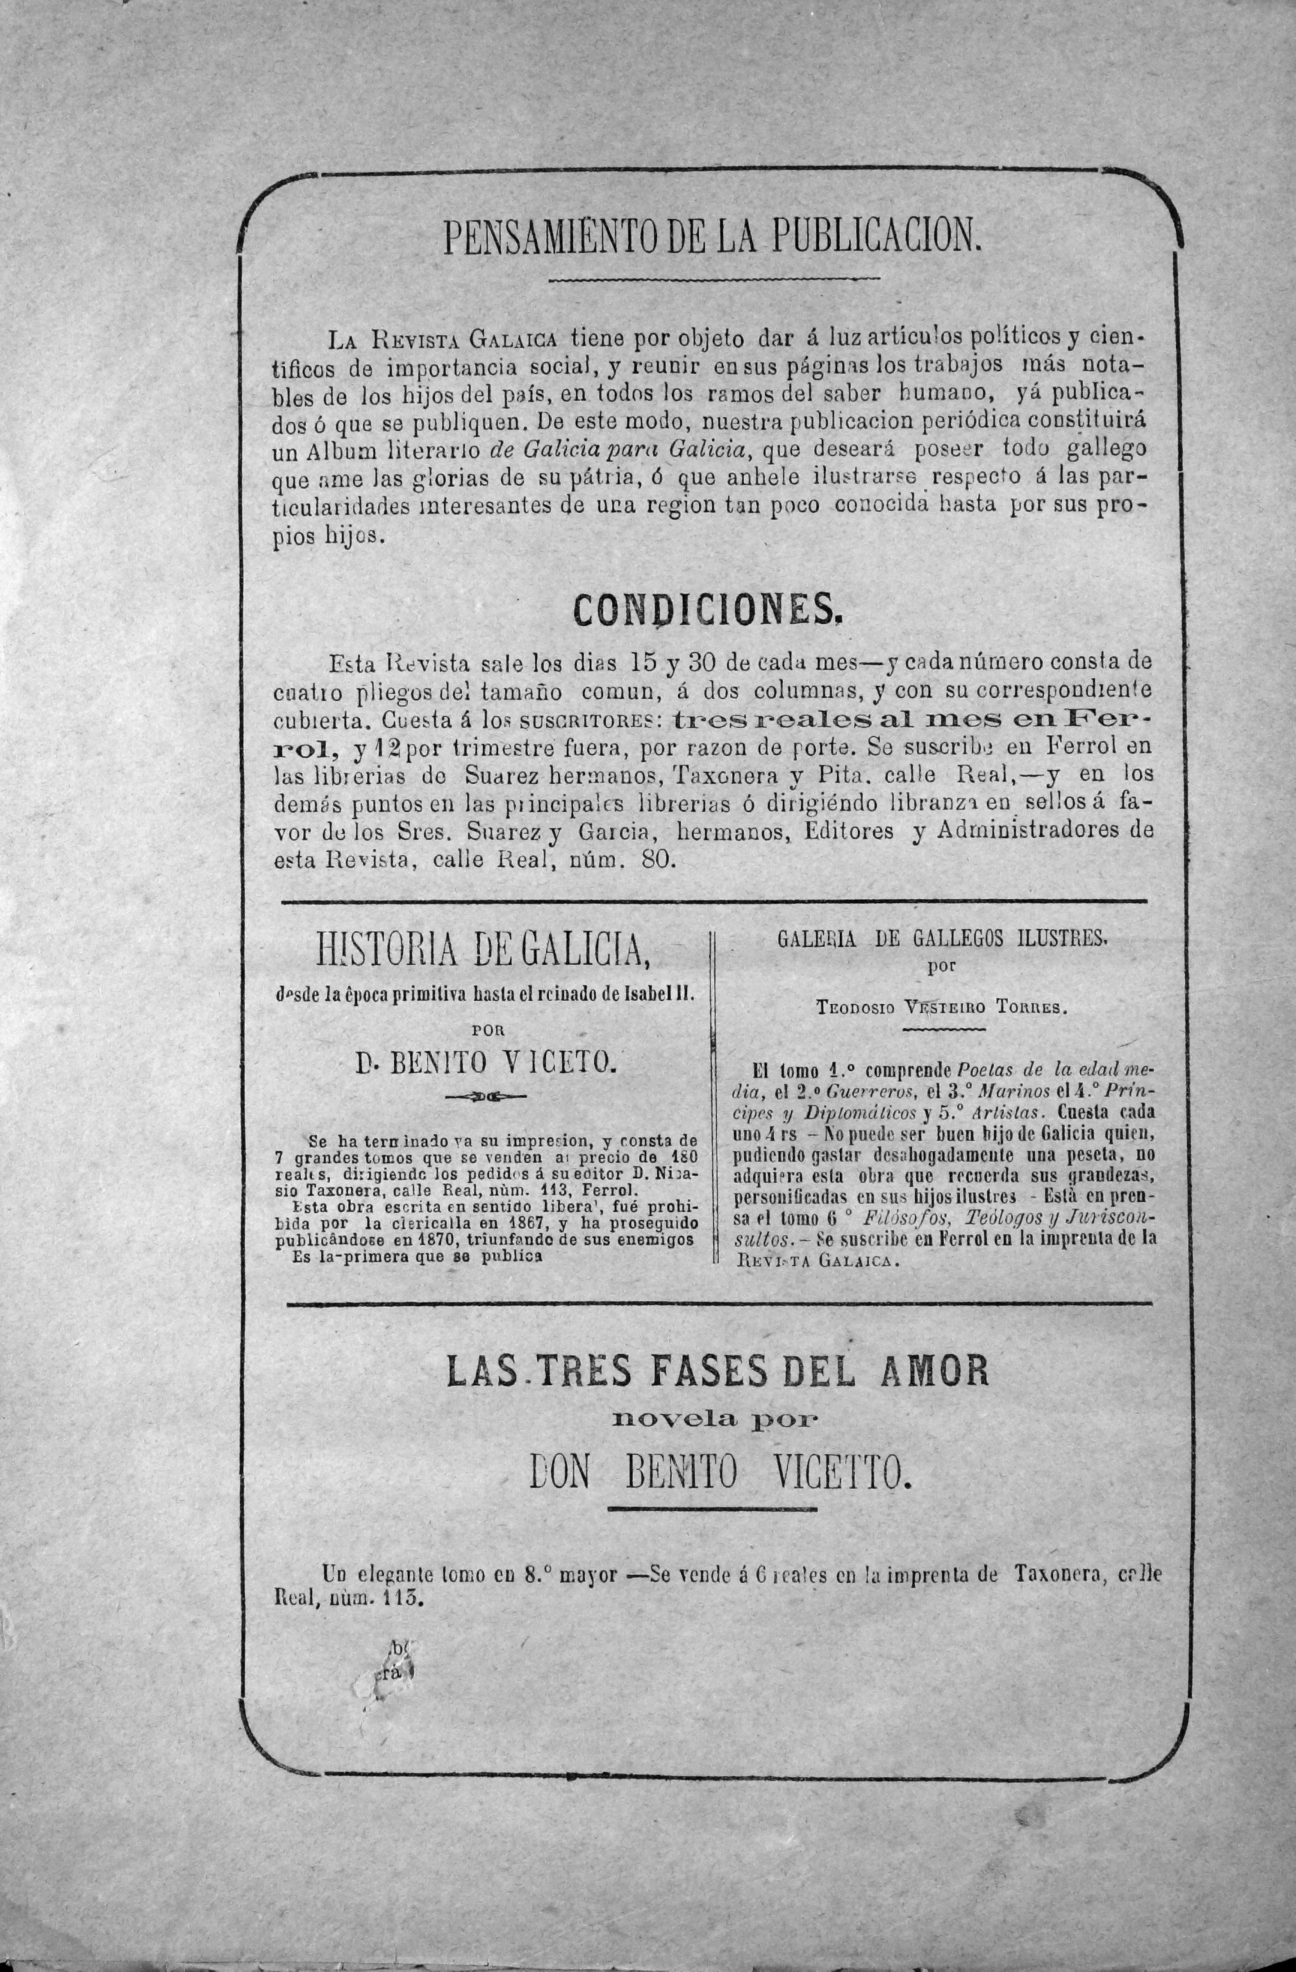 PENSAMIENTO DE LA PUBLICACION.
LA REVISTA GALAICA tiene por objeto dar á luz artículos políticos y cien-
tíficos de importancia social, y reunir en sus páginas los trabajos más nota-
bles de los hijos del país, en todos los ramos del saber humano, yá publica-
dos ó que se publiquen. De este modo, nuestra publicacion periódica constituirá
un Album literario de Galicia para Galicia, que deseará poseer todo gallego
que ame las glorias de su pátria, ó que anhele ilustrarse respecto á las par-
ticularidades interesantes de una region tan poco conocida hasta por sus pro-
pios hijos.
CONDICIONES.
Esta Revista sale los dias 15 y 30 de cada mes—y cada número consta de
cuatro pliegos del tamaño comun, á dos columnas, y con su correspondiente
cubierta. Cuesta á los SUSCRITORES: tres reales al mes en Fer-
rol, y 12 por trimestre fuera, por razon de porte. Se suscribe en Ferrol en
las librerias de Suarez hermanos, Taxonera y Pita. calle Real,—y en los
demás puntos en las principales librerias ó dirigiéndo libranza en sellos á fa-
vor de los Sres. Suarez y Garcia, hermanos, Editores y Administradores de
esta Revista, calle Real, núm. 80.
HISTORIA DE GALICIA,
desde la época primitiva hasta el reinado de Isabel II.
POR
D. BENITO VICETO.
Se ha terminado ya su impresion, y consta de
7 grandes tomos que se venden al precio de 180
reales, dirigiendo los pedidos á su editor D. Nica-
sio Taxonera, calle Real, nùm. 113, Ferrol.
Esta obra escrita en sentido liberal, fué prohi-
bida por la clericalla en 1867, y ha proseguido
publicândose en 1870, triunfando de sus enemigos
Es la-primera que se publica
GALERIA DE GALLEGOS ILUSTRES.
por
TEODOSIO VESTEIRO TORRES.
El tomo 1.º comprende Poetas de la edad me-
dia, el 2.º Guerreros, el 3.º Marinos el 4.º Prín-
cipes y Diplomáticos y 5.º Artistas. Cuesta cada
uno 4 rs – No puede ser buen hijo de Galicia quien,
pudiendo gastar desahogadamente una peseta, no
adquiera esta obra que recuerda sus grandezas,
personificadas en sus hijos ilustres - Està en pren-
sa el tomo 6 º Filósofos, Teólogos y Juriscon-
sultos. – Se suscribe en Ferrol en la imprenta de la
REVISTA GALAICA.
LAS TRES FASES DEL AMOR
novela por
DON BENITO VICETTO.
Un elegante tomo en 8.º mayor —Se vende á 6 reales en la imprenta de Taxonera, calle
Real, nùm. 113.